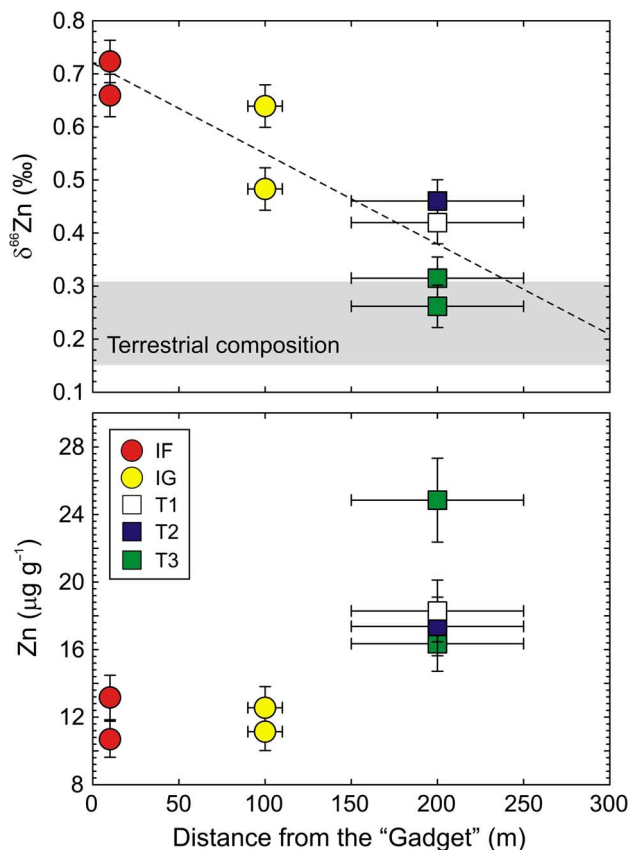 0.8
0.7
0.6
0.5
0.4
0.3
0.2
0.1
δ⁶⁶Zn (‰)
Terrestrial composition
28
24
20
16
12
8
Zn (µg g⁻¹)
IF
IG
T1
T2
T3
0 50 100 150 200 250 300
Distance from the “Gadget” (m)